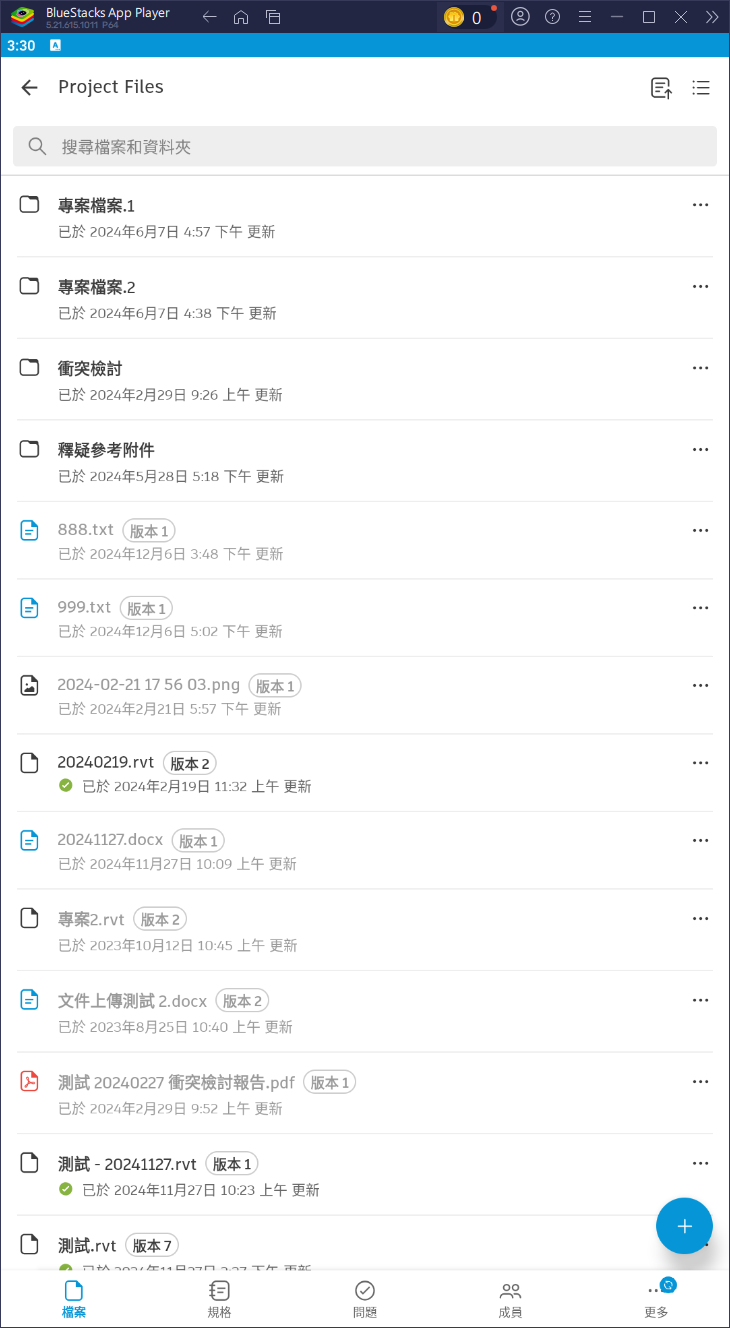 BlueStacks App Player
5.21.615.1011 P64
0
3:30
A
Project Files
搜尋檔案和資料夾
專案檔案.1
已於 2024年6月7日 4:57 下午 更新
專案檔案.2
已於 2024年6月7日 4:38 下午 更新
衝突檢討
已於 2024年2月29日 9:26 上午 更新
釋疑參考附件
已於 2024年5月28日 5:18 下午 更新
888.txt 版本 1
已於 2024年12月6日 3:48 下午 更新
999.txt 版本 1
已於 2024年12月6日 5:02 下午 更新
2024-02-21 17 56 03.png 版本 1
已於 2024年2月21日 5:57 下午 更新
20240219.rvt 版本 2
已於 2024年2月19日 11:32 上午 更新
20241127.docx 版本 1
已於 2024年11月27日 10:09 上午 更新
專案2.rvt 版本 2
已於 2023年10月12日 10:45 上午 更新
文件上傳測試 2.docx 版本 2
已於 2023年8月25日 10:40 上午 更新
測試 20240227 衝突檢討報告.pdf 版本 1
已於 2024年2月29日 9:52 上午 更新
測試 - 20241127.rvt 版本 1
已於 2024年11月27日 10:23 上午 更新
測試.rvt 版本 7
檔案 規格 問題 成員 更多